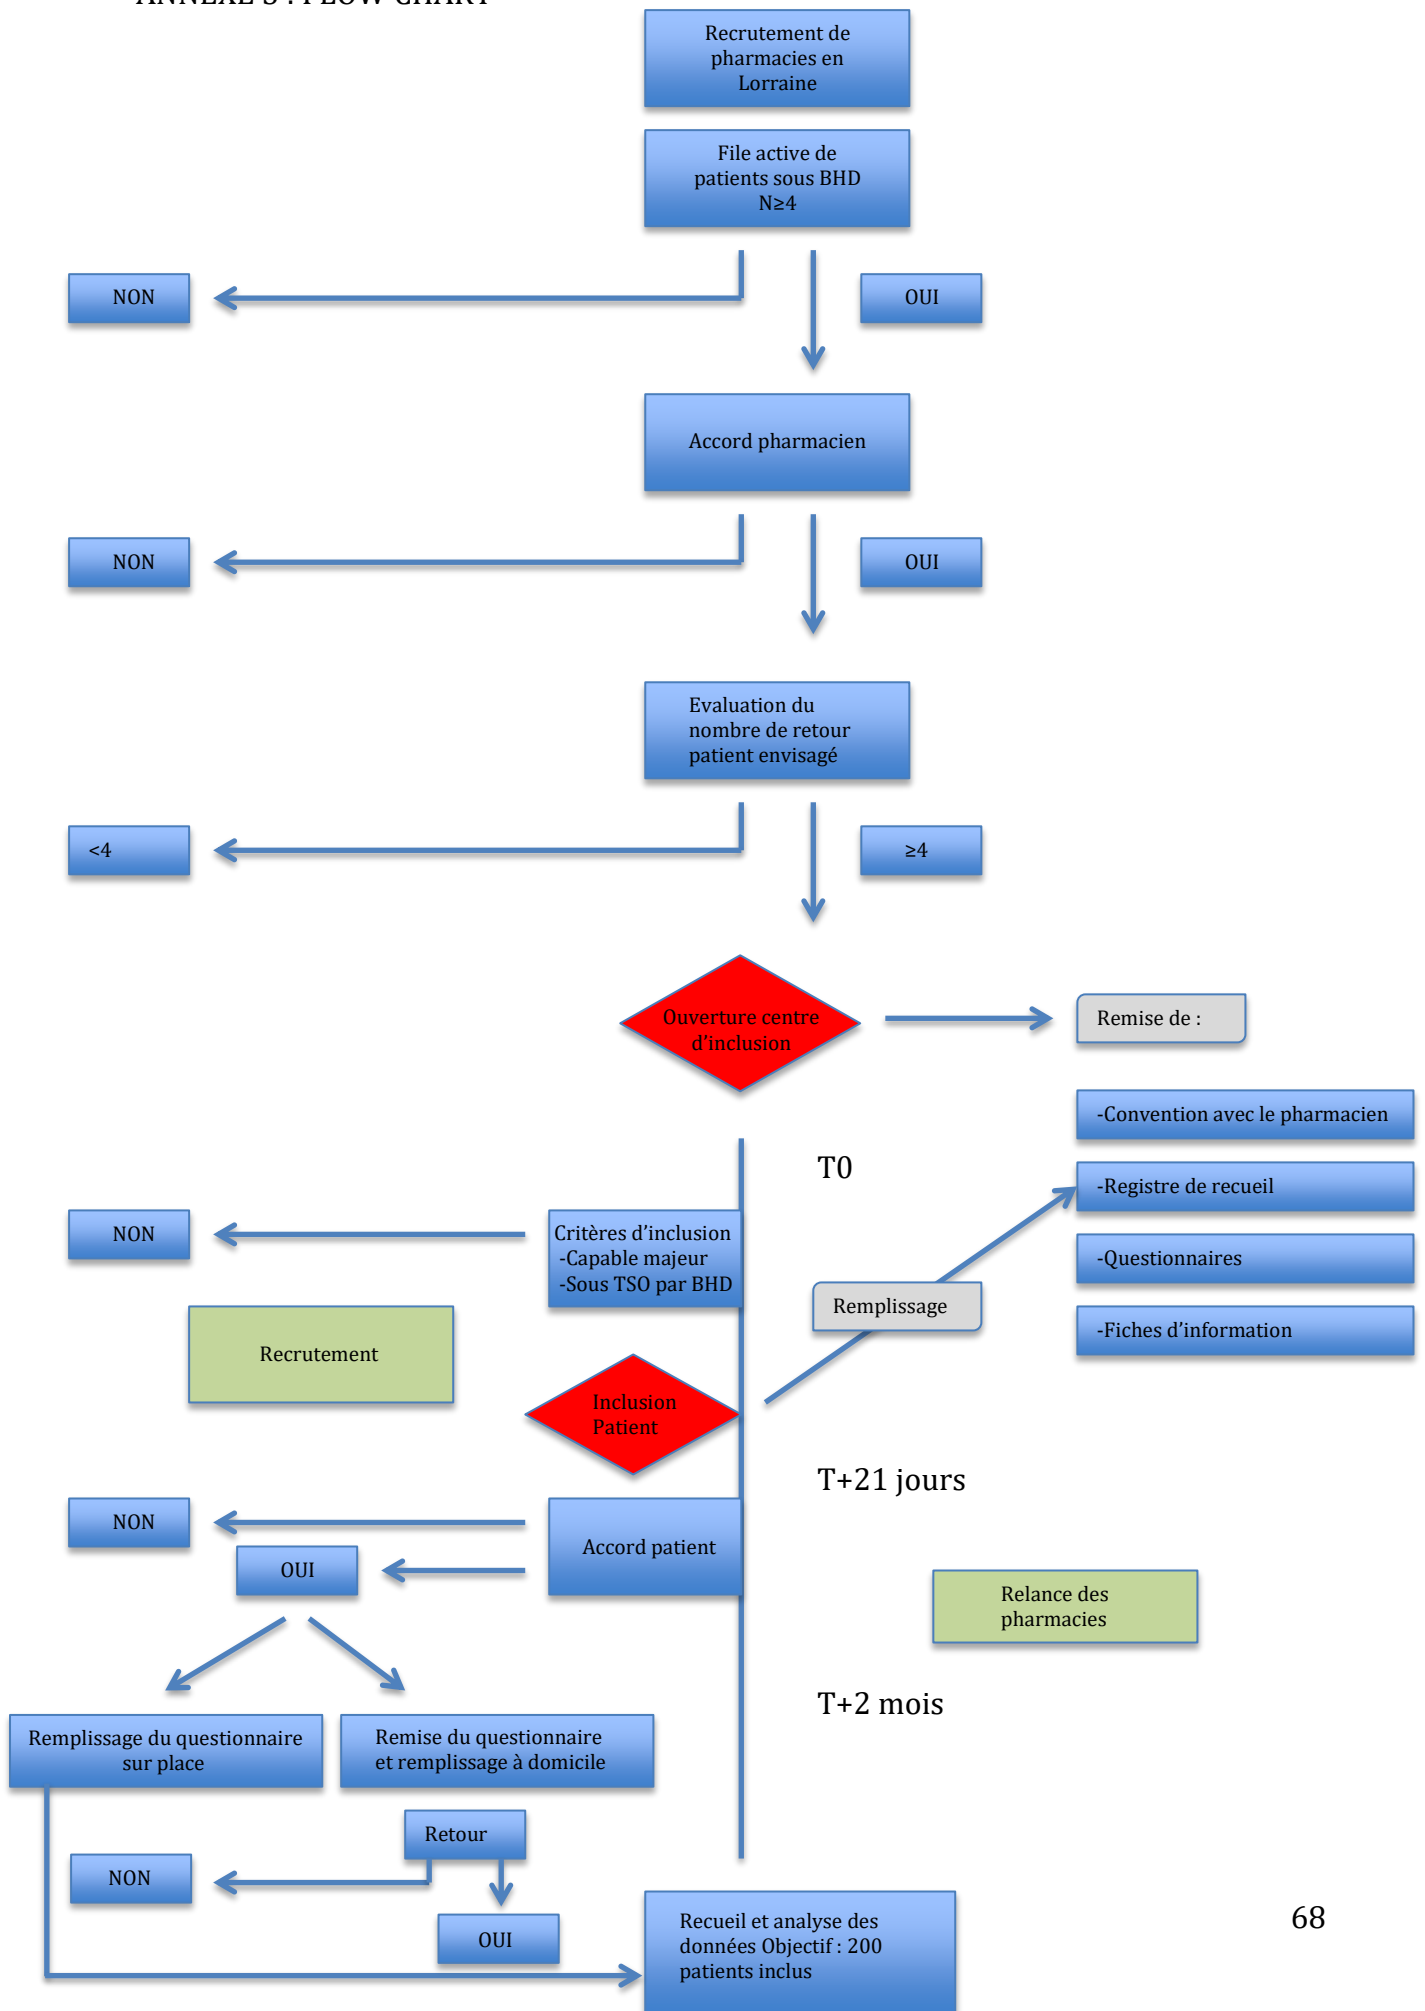 ANNEXE 3 : FLOW CHART
Recrutement de
pharmacies en
Lorraine
File active de
patients sous BHD
N≥4
NON
OUI
Accord pharmacien
NON
OUI
Evaluation du
nombre de retour
patient envisagé
<4
≥4
Ouverture centre
d’inclusion
Remise de :
-Convention avec le pharmacien
T0
-Registre de recueil
NON
Critères d’inclusion
-Capable majeur
-Sous TSO par BHD
-Questionnaires
Remplissage
-Fiches d’information
Recrutement
Inclusion
Patient
T+21 jours
NON
Accord patient
OUI
Relance des
pharmacies
T+2 mois
Remplissage du questionnaire
sur place
Remise du questionnaire
et remplissage à domicile
Retour
NON
OUI
Recueil et analyse des
données Objectif : 200
patients inclus
68